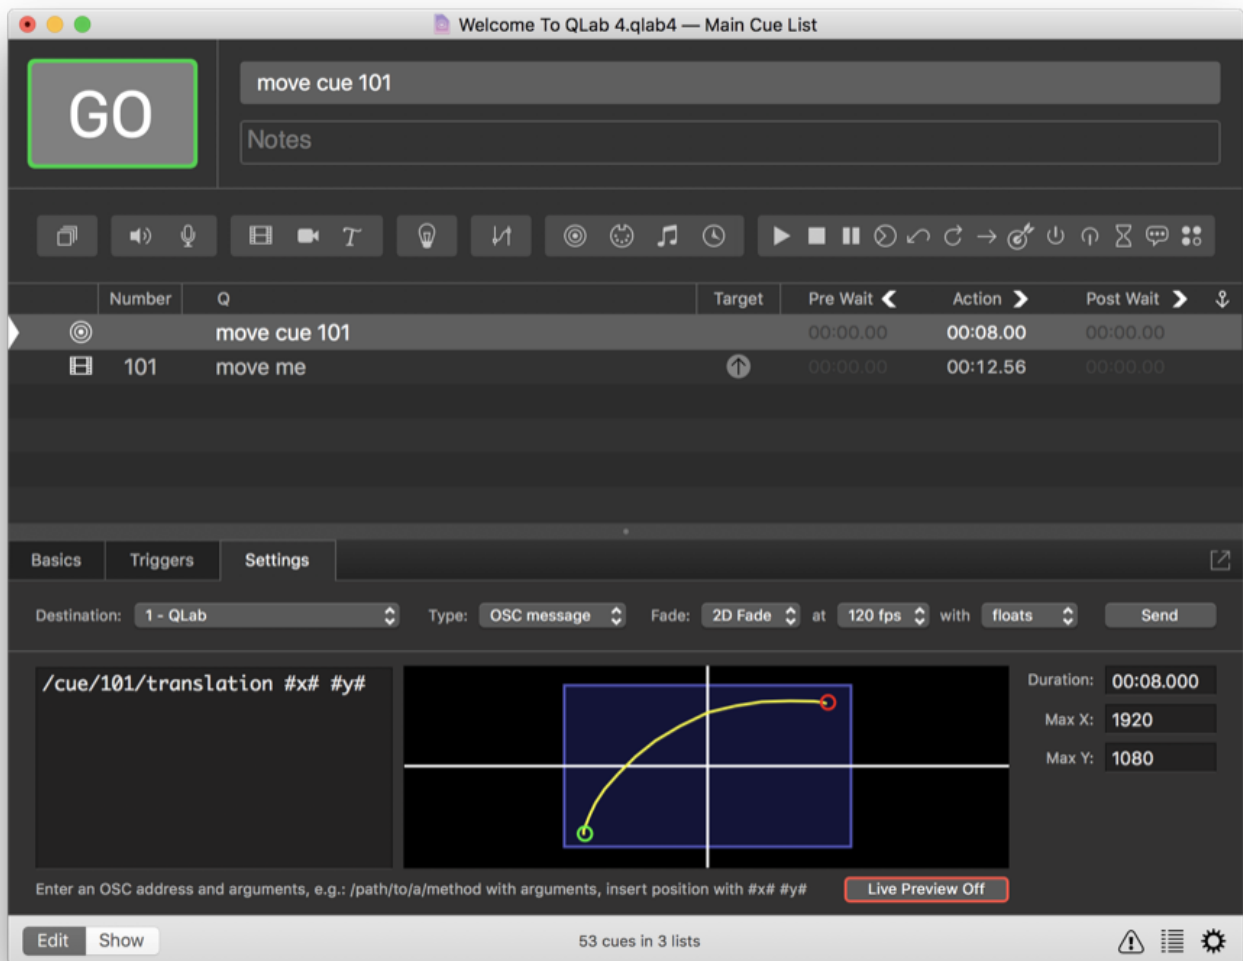 Welcome To QLab 4.qlab4 — Main Cue List
GO
move cue 101
Notes
Number Q Target Pre Wait Action Post Wait
move cue 101 00:00.00 00:08.00 00:00.00
101 move me 00:00.00 00:12.56 00:00.00
Basics Triggers Settings
Destination: 1 - QLab Type: OSC message Fade: 2D Fade at 120 fps with floats Send
/cue/101/translation #x# #y#
Duration: 00:08.000
Max X: 1920
Max Y: 1080
Enter an OSC address and arguments, e.g.: /path/to/a/method with arguments, insert position with #x# #y# Live Preview Off
Edit Show 53 cues in 3 lists